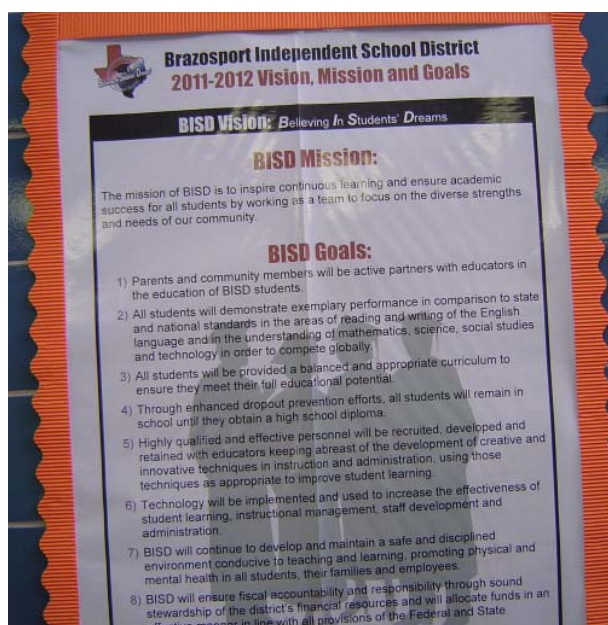 Brazosport Independent School District
2011-2012 Vision, Mission and Goals
BISD Vision: Believing In Students' Dreams
BISD Mission:
The mission of BISD is to inspire continuous learning and ensure academic
success for all students by working as a team to focus on the diverse strengths
and needs of our community.
BISD Goals:
1) Parents and community members will be active partners with educators in
the education of BISD students.
2) All students will demonstrate exemplary performance in comparison to state
and national standards in the areas of reading and writing of the English
language and in the understanding of mathematics, science, social studies
and technology in order to compete globally.
3) All students will be provided a balanced and appropriate curriculum to
ensure they meet their full educational potential.
4) Through enhanced dropout prevention efforts, all students will remain in
school until they obtain a high school diploma.
5) Highly qualified and effective personnel will be recruited, developed and
retained with educators keeping abreast of the development of creative and
innovative techniques in instruction and administration, using those
techniques as appropriate to improve student learning.
6) Technology will be implemented and used to increase the effectiveness of
student learning, instructional management, staff development and
administration.
7) BISD will continue to develop and maintain a safe and disciplined
environment conducive to teaching and learning, promoting physical and
mental health in all students, their families and employees.
8) BISD will ensure fiscal accountability and responsibility through sound
stewardship of the district's financial resources and will allocate funds in an
effective manner in line with all provisions of the Federal and State